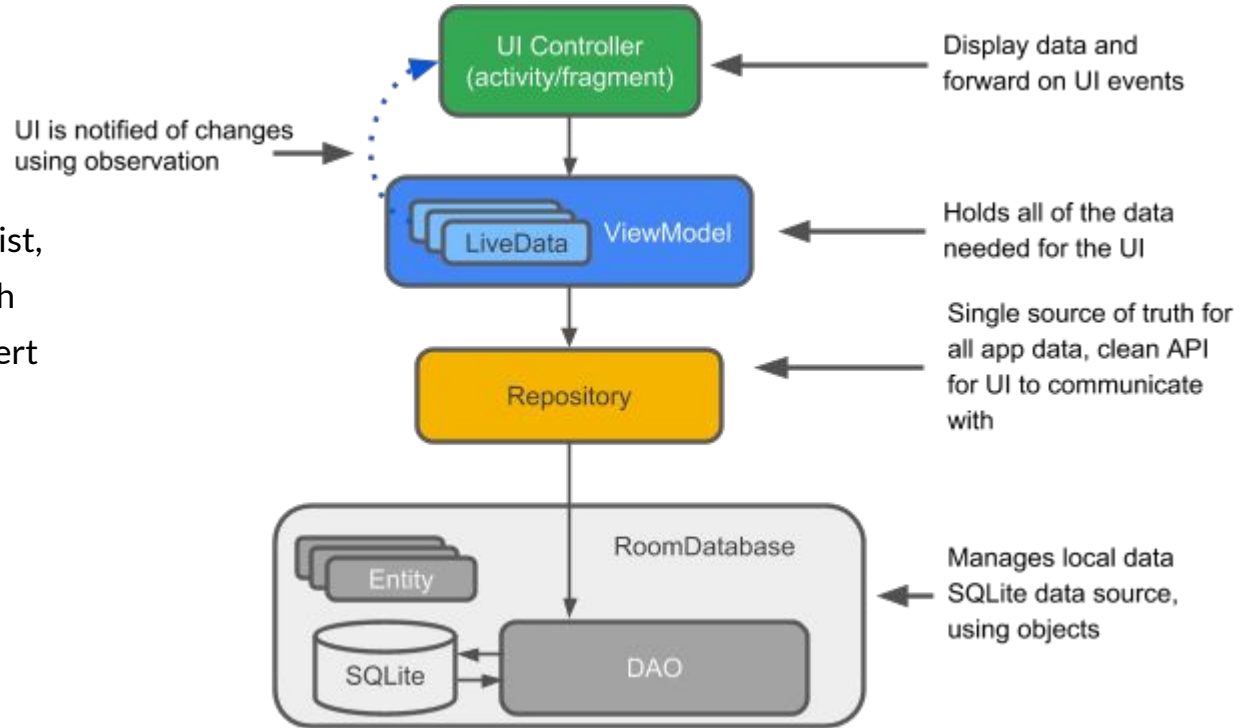 UI Controller
(activity/fragment)
Display data and
forward on UI events
UI is notified of changes
using observation
LiveData
ViewModel
Holds all of the data
needed for the UI
ist,
h
ert
Repository
Single source of truth for
all app data, clean API
for UI to communicate
with
RoomDatabase
Entity
SQLite
DAO
Manages local data
SQLite data source,
using objects